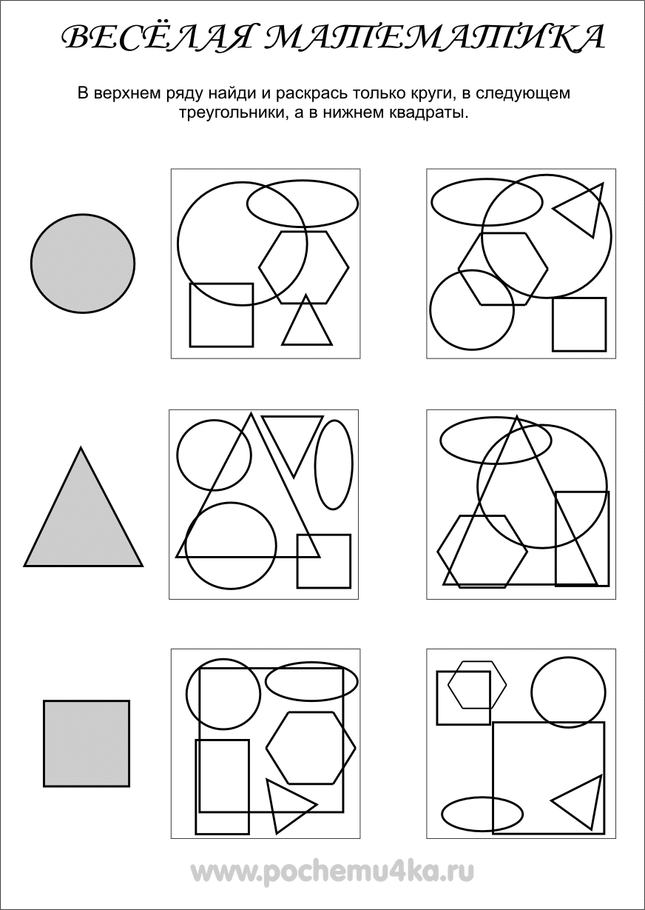 ВЕСЁЛАЯ МАТЕМАТИКА
В верхнем ряду найди и раскрась только круги, в следующем
треугольники, а в нижнем квадраты.
www.pochemu4ka.ru